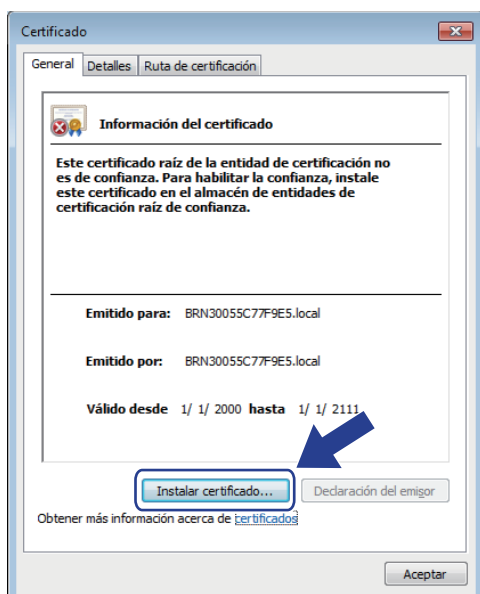 Certificado
General Detalles Ruta de certificación
Información del certificado
Este certificado raíz de la entidad de certificación no
es de confianza. Para habilitar la confianza, instale
este certificado en el almacén de entidades de
certificación raíz de confianza.
Emitido para: BRN30055C77F9E5.local
Emitido por: BRN30055C77F9E5.local
Válido desde 1/ 1/ 2000 hasta 1/ 1/ 2111
Instalar certificado... Declaración del emisor
Obtener más información acerca de certificados
Aceptar